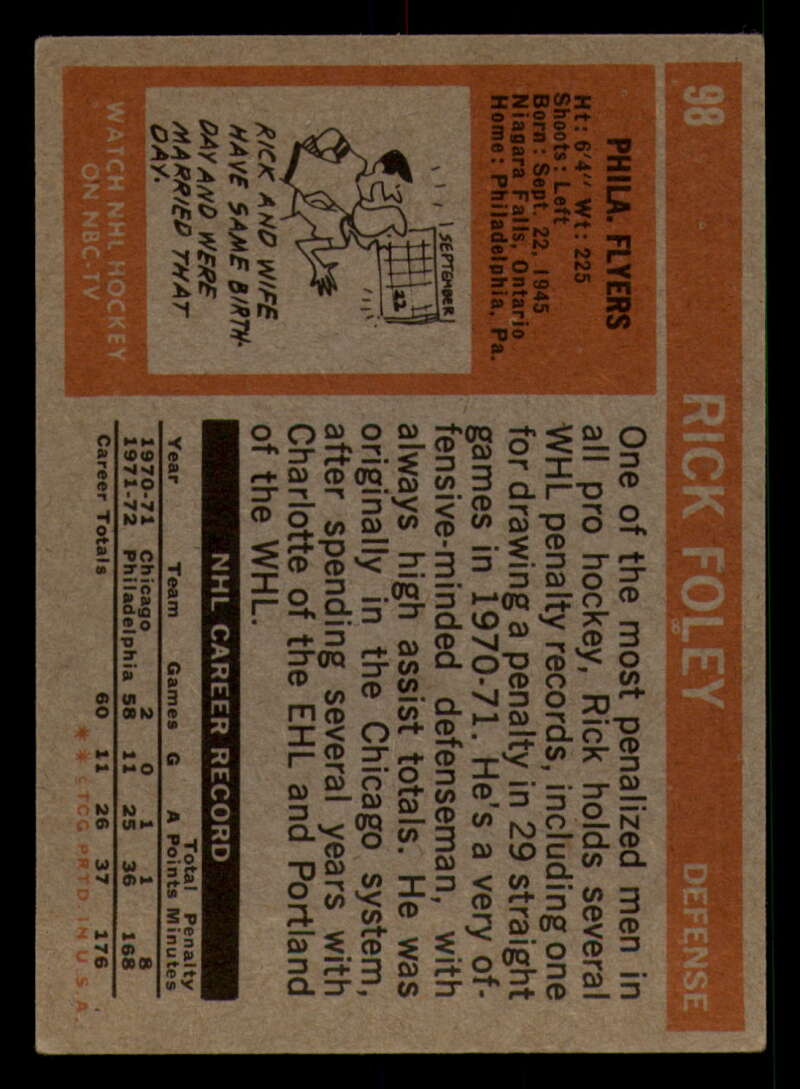 98 RICK FOLEY DEFENSE
PHILA. FLYERS
Ht: 6'4" Wt: 225
Shoots: Left
Born: Sept. 22, 1945
Niagara Falls, Ontario
Home: Philadelphia, Pa.
SEPTEMBER
22
RICK AND WIFE
HAVE SAME BIRTH-
DAY AND WERE
MARRIED THAT
DAY.
WATCH NHL HOCKEY
ON NBC-TV
One of the most penalized men in
all pro hockey, Rick holds several
WHL penalty records, including one
for drawing a penalty in 29 straight
games in 1970-71. He's a very of-
fensive-minded defenseman, with
always high assist totals. He was
originally in the Chicago system,
after spending several years with
Charlotte of the EHL and Portland
of the WHL.
NHL CAREER RECORD
Total Penalty
Year Team Games G A Points Minutes
1970-71 Chicago 2 0 1 1 8
1971-72 Philadelphia 58 11 25 36 168
Career Totals 60 11 26 37 176
* * © T.C.G. PRTD. IN U.S.A.